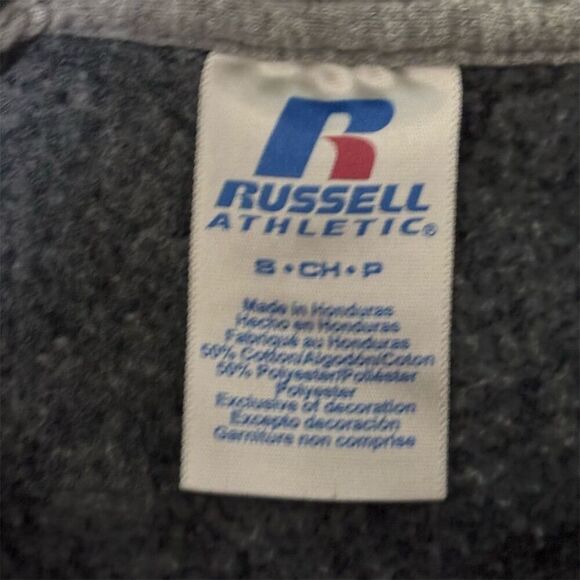 R
RUSSELL
ATHLETIC®
S • CH • P
Made in Honduras
Hecho en Honduras
Fabriqué au Honduras
50% Cotton/Algodón/Coton
50% Polyester/Poliéster
Polyester
Exclusive of decoration
Excepto decoración
Garniture non comprise